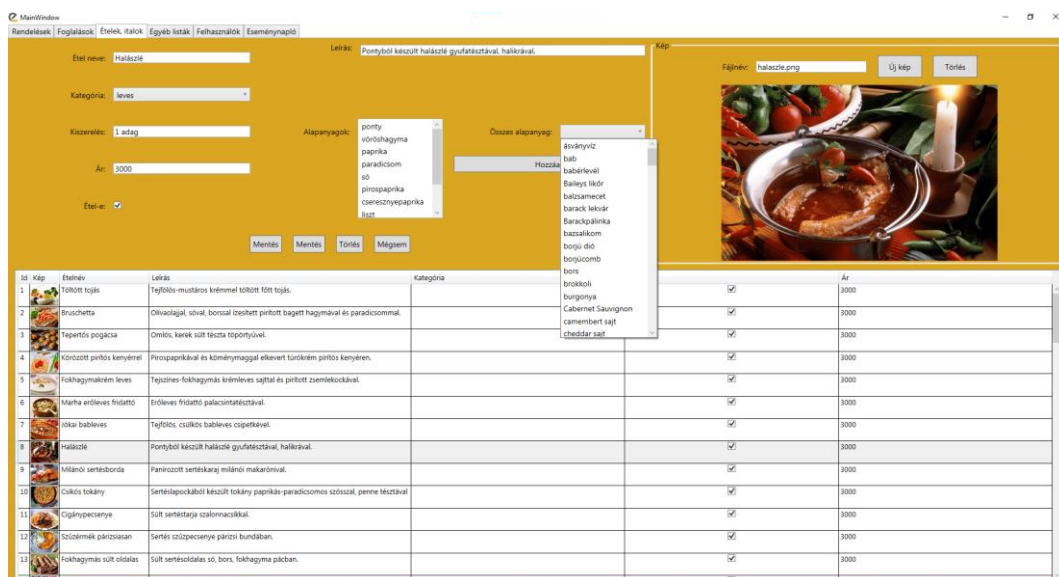 MainWindow
Rendelések Foglalások Ételek, italok Egyéb listák Felhasználók Eseménynapló
Étel neve: Halászlé
Leírás: Pontyból készült halászlé gyufatésztával, halikrával.
Kép
Fájlnév: halaszle.png Új kép Törlés
Kategória: leves
Kiszerelés: 1 adag
Alapanyagok:
ponty
vöröshagyma
paprika
paradicsom
só
pirospaprika
cseresznyepaprika
liszt
Összes alapanyag:
Hozzáa
ásványvíz
bab
babérlevél
Baileys likőr
balzsamecet
barack lekvár
Barackpálinka
bazsalikom
borjú dió
borjúcomb
bors
brokkoli
burgonya
Cabernet Sauvignon
camembert sajt
cheddar sajt
Ár: 3000
Étel-e:
Mentés Mentés Törlés Mégsem
Id Kép Ételnév Leírás Kategória Ár
1 Töltött tojás Tejfölös-mustáros krémmel töltött főtt tojás. 3000
2 Bruschetta Olívaolajjal, sóval, borssal ízesített pirított bagett hagymával és paradicsommal. 3000
3 Tepertős pogácsa Omlós, kerek sült tészta töpörtyűvel. 3000
4 Körözött pirítós kenyérrel Pirospaprikával és köménymaggal elkevert túrókrém pirítós kenyéren. 3000
5 Fokhagymakrém leves Tejszínes-fokhagymás krémleves sajttal és pirított zsemlekockával. 3000
6 Marha erőleves fridattó Erőleves fridattó palacsintatésztával. 3000
7 Jókai bableves Tejfölös, csülkös bableves csipetkével. 3000
8 Halászlé Pontyból készült halászlé gyufatésztával, halikrával. 3000
9 Milánói sertésborda Panírozott sertéskaraj milánói makarónival. 3000
10 Csikós tokány Sertéslapockából készült tokány paprikás-paradicsomos szósszal, penne tésztával 3000
11 Cigánypecsenye Sült sertéstarja szalonnacsíkkal. 3000
12 Szűzérmék párizsiasan Sertés szűzpecsenye párizsi bundában. 3000
13 Fokhagymás sült oldalas Sült sertésoldalas só, bors, fokhagyma pácban. 3000